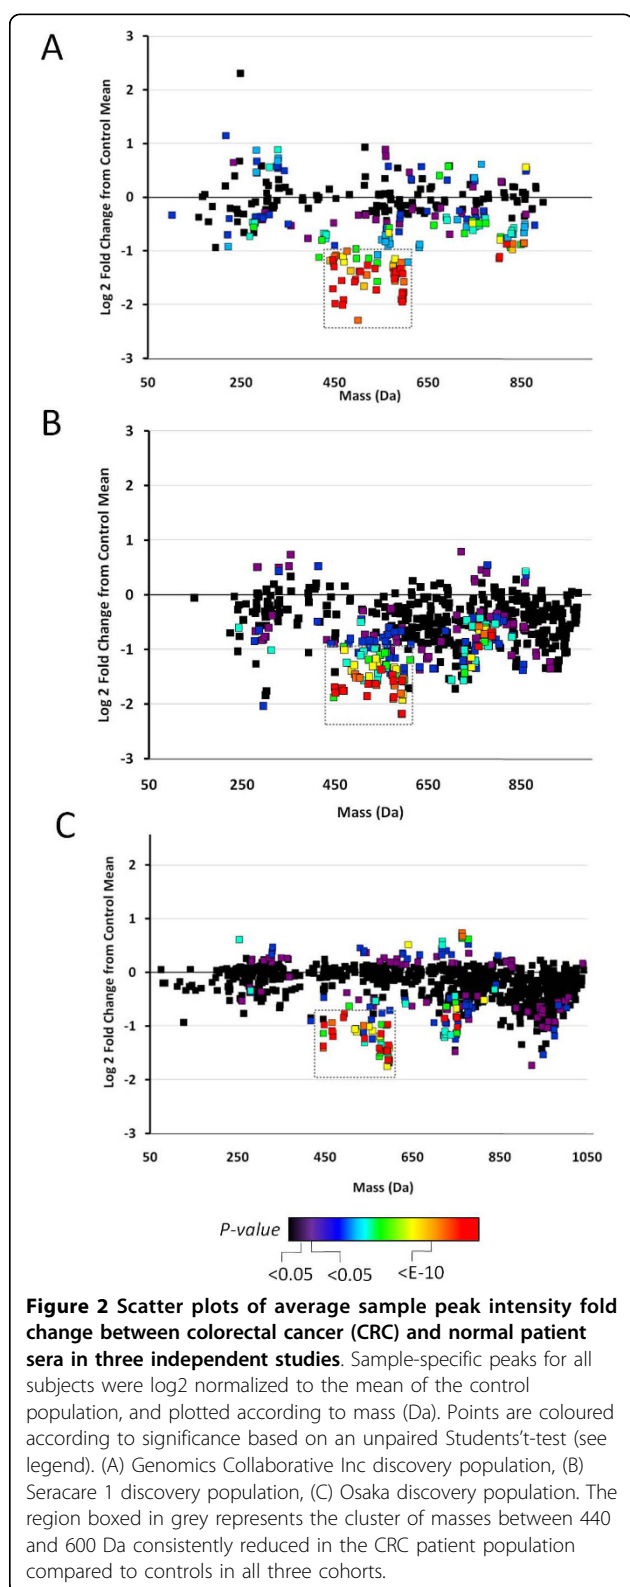 A
3
2
1
0
-1
-2
-3
Log 2 Fold Change from Control Mean
50 250 450 650 850
Mass (Da)
B
3
2
1
0
-1
-2
-3
Log 2 Fold Change from Control Mean
50 250 450 650 850
Mass (Da)
C
2
1
0
-1
-2
-3
Log 2 Fold Change from Control Mean
50 250 450 650 850 1050
Mass (Da)
P-value
<0.05 <0.05 <E-10
Figure 2 Scatter plots of average sample peak intensity fold
change between colorectal cancer (CRC) and normal patient
sera in three independent studies. Sample-specific peaks for all
subjects were log2 normalized to the mean of the control
population, and plotted according to mass (Da). Points are coloured
according to significance based on an unpaired Students't-test (see
legend). (A) Genomics Collaborative Inc discovery population, (B)
Seracare 1 discovery population, (C) Osaka discovery population. The
region boxed in grey represents the cluster of masses between 440
and 600 Da consistently reduced in the CRC patient population
compared to controls in all three cohorts.